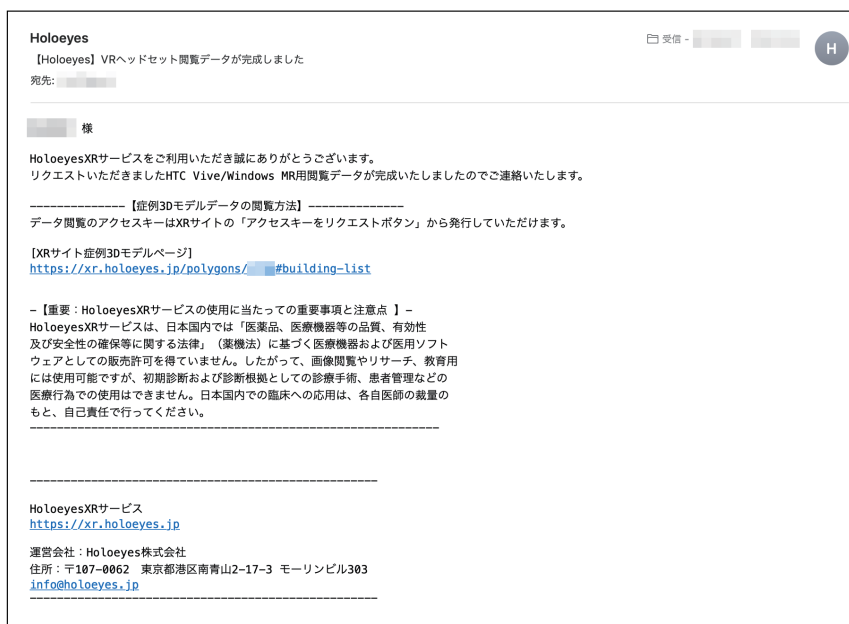 Holoeyes
受信 -
H
【Holoeyes】VRヘッドセット閲覧データが完成しました
宛先:
様
HoloeyesXRサービスをご利用いただき誠にありがとうございます。
リクエストいただきましたHTC Vive/Windows MR用閲覧データが完成いたしましたのでご連絡いたします。
--------------【症例3Dモデルデータの閲覧方法】--------------
データ閲覧のアクセスキーはXRサイトの「アクセスキーをリクエストボタン」から発行していただけます。
[XRサイト症例3Dモデルページ]
https://xr.holoeyes.jp/polygons/ #building-list
-【重要：HoloeyesXRサービスの使用に当たっての重要事項と注意点 】-
HoloeyesXRサービスは、日本国内では「医薬品、医療機器等の品質、有効性
及び安全性の確保等に関する法律」（薬機法）に基づく医療機器および医用ソフト
ウェアとしての販売許可を得ていません。したがって、画像閲覧やリサーチ、教育用
には使用可能ですが、初期診断および診断根拠としての診療手術、患者管理などの
医療行為での使用はできません。日本国内での臨床への応用は、各自医師の裁量の
もと、自己責任で行ってください。
------------------------------------------------------------
---------------------------------------------------
HoloeyesXRサービス
https://xr.holoeyes.jp
運営会社：Holoeyes株式会社
住所：〒107-0062　東京都港区南青山2-17-3 モーリンビル303
info@holoeyes.jp
---------------------------------------------------